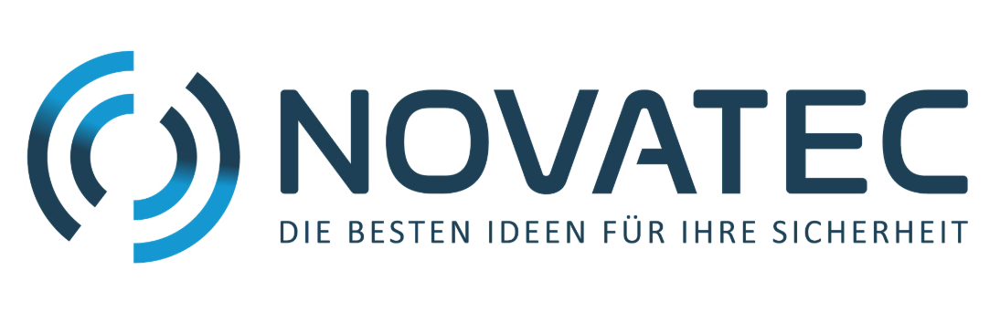 NOVATEC
DIE BESTEN IDEEN FÜR IHRE SICHERHEIT